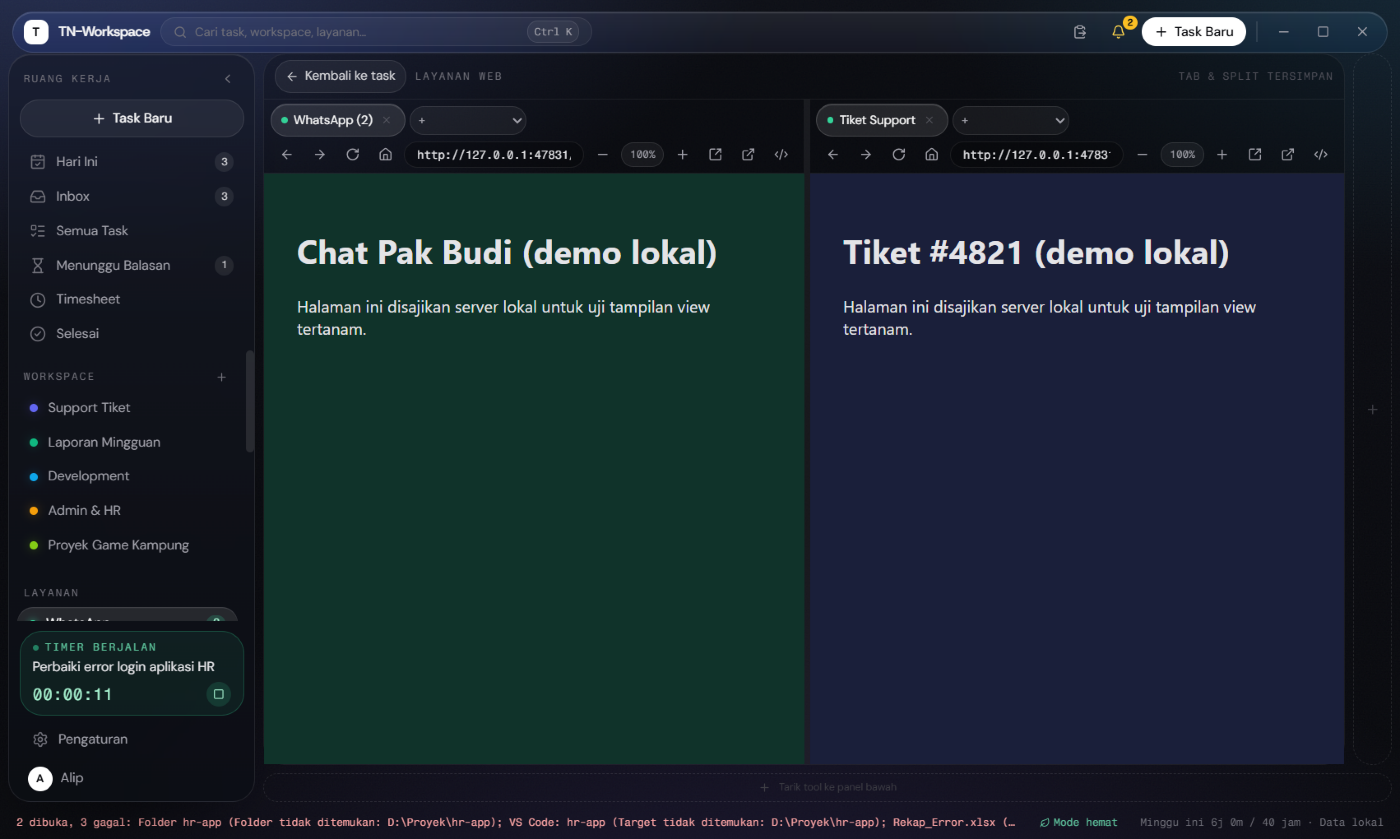 T TN-Workspace Cari task, workspace, layanan... Ctrl K 2 + Task Baru
RUANG KERJA
+ Task Baru
Hari Ini 3
Inbox 3
Semua Task
Menunggu Balasan 1
Timesheet
Selesai
WORKSPACE +
Support Tiket
Laporan Mingguan
Development
Admin & HR
Proyek Game Kampung
LAYANAN
WhatsApp 2
TIMER BERJALAN
Perbaiki error login aplikasi HR
00:00:11
Pengaturan
A Alip
Kembali ke task LAYANAN WEB TAB & SPLIT TERSIMPAN
WhatsApp (2) +
http://127.0.0.1:47831, 100%
Chat Pak Budi (demo lokal)
Halaman ini disajikan server lokal untuk uji tampilan view
tertanam.
Tiket Support +
http://127.0.0.1:4783 100%
Tiket #4821 (demo lokal)
Halaman ini disajikan server lokal untuk uji tampilan view
tertanam.
+
+ Tarik tool ke panel bawah
2 dibuka, 3 gagal: Folder hr-app (Folder tidak ditemukan: D:\Proyek\hr-app); VS Code: hr-app (Target tidak ditemukan: D:\Proyek\hr-app); Rekap_Error.xlsx (… Mode hemat Minggu ini 6j 0m / 40 jam · Data lokal